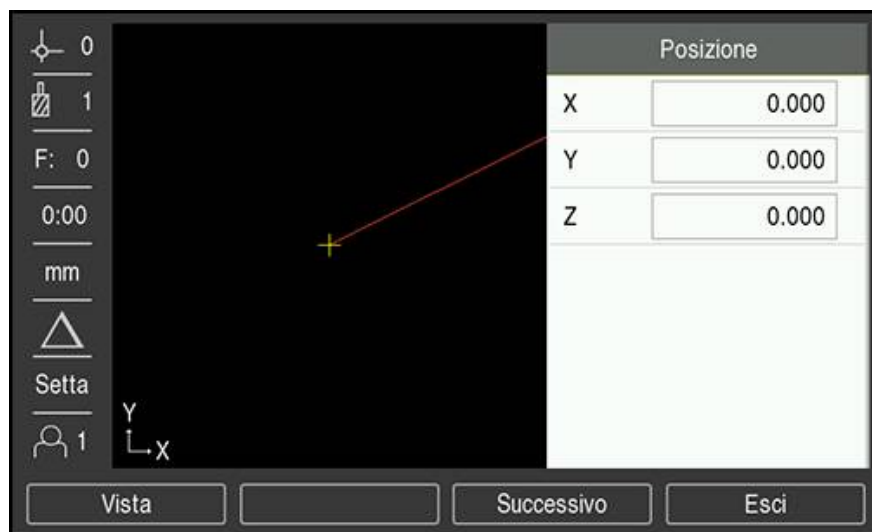 0
1
F: 0
0:00
mm
Setta
1
Y
X
Posizione
X 0.000
Y 0.000
Z 0.000
Vista
Successivo
Esci